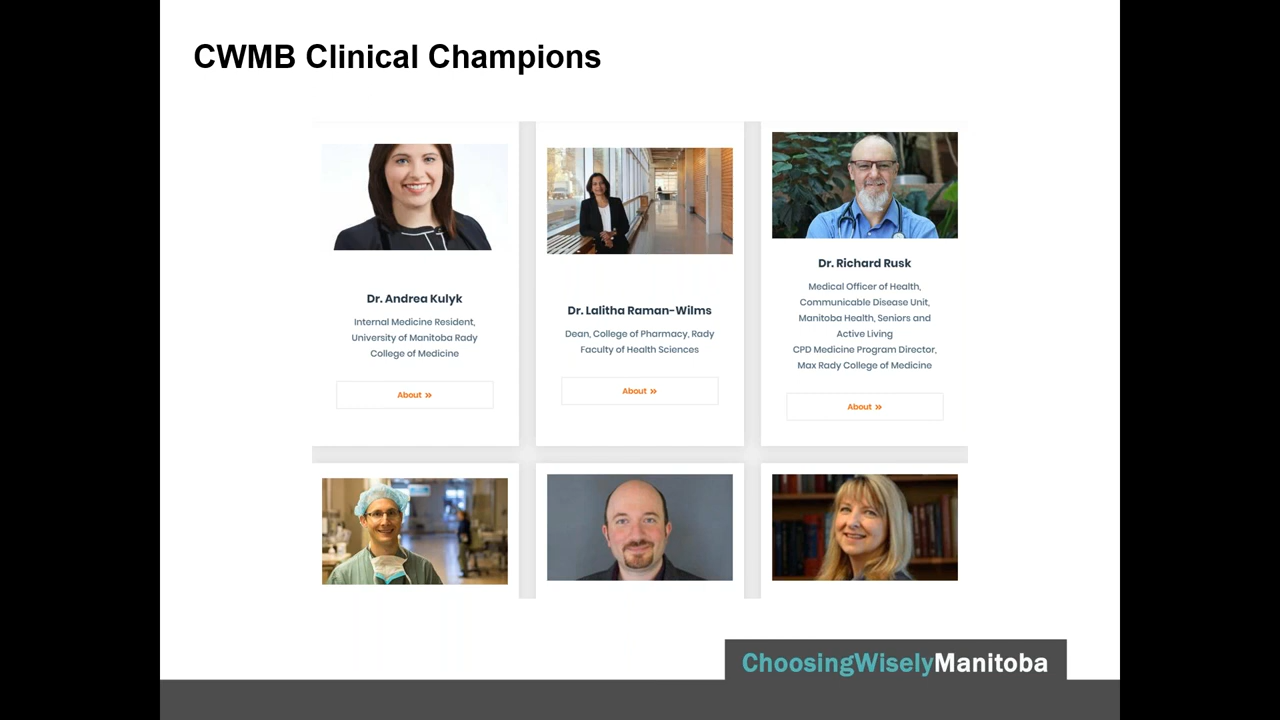 CWMB Clinical Champions
Dr. Andrea Kulyk
Internal Medicine Resident,
University of Manitoba Rady
College of Medicine
About »
Dr. Lalitha Raman-Wilms
Dean, College of Pharmacy, Rady
Faculty of Health Sciences
About »
Dr. Richard Rusk
Medical Officer of Health,
Communicable Disease Unit,
Manitoba Health, Seniors and
Active Living
CPD Medicine Program Director,
Max Rady College of Medicine
About »
ChoosingWiselyManitoba